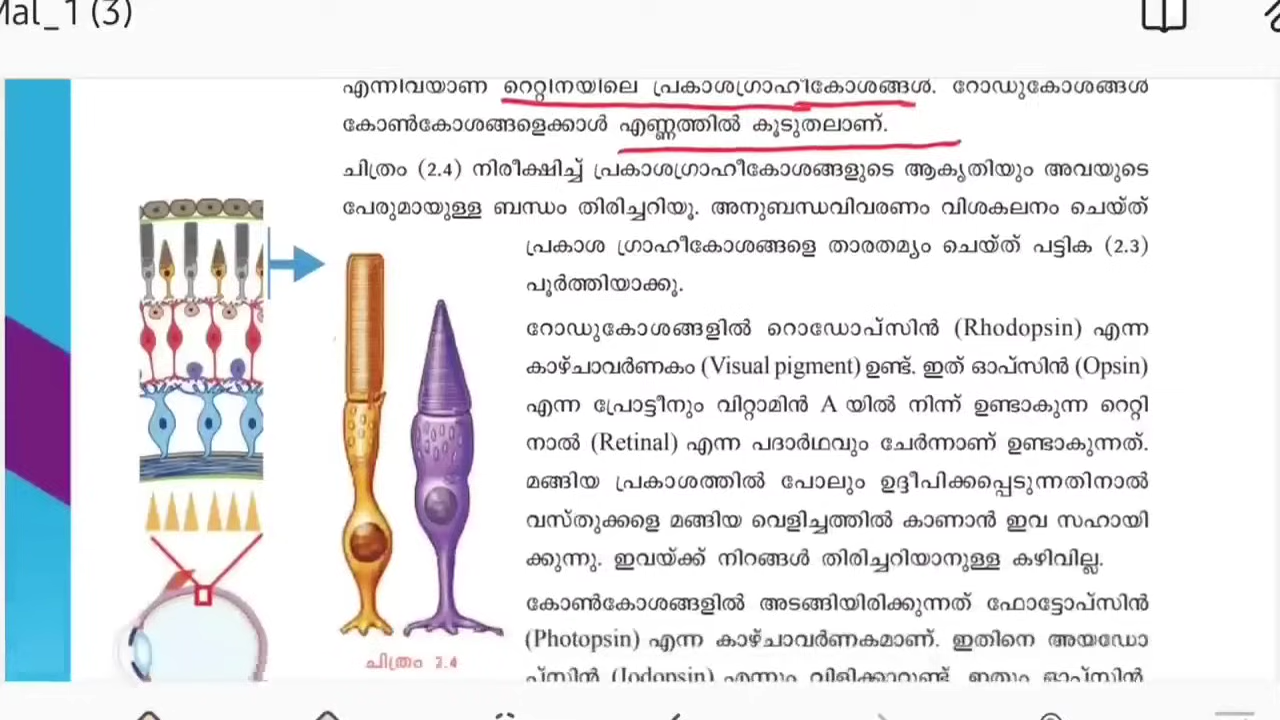 Mal_1 (3)
എന്നിവയാണ് റെറ്റിനയിലെ പ്രകാശഗ്രാഹീകോശങ്ങൾ. റോഡുകോശങ്ങൾ
കോൺകോശങ്ങളെക്കാൾ എണ്ണത്തിൽ കൂടുതലാണ്.
ചിത്രം (2.4) നിരീക്ഷിച്ച് പ്രകാശഗ്രാഹീകോശങ്ങളുടെ ആകൃതിയും അവയുടെ
പേരുമായുള്ള ബന്ധം തിരിച്ചറിയൂ. അനുബന്ധവിവരണം വിശകലനം ചെയ്ത്
പ്രകാശ ഗ്രാഹീകോശങ്ങളെ താരതമ്യം ചെയ്ത് പട്ടിക (2.3)
പൂർത്തിയാക്കൂ.
റോഡുകോശങ്ങളിൽ റൊഡോപ്സിൻ (Rhodopsin) എന്ന
കാഴ്ചാവർണകം (Visual pigment) ഉണ്ട്. ഇത് ഓപ്സിൻ (Opsin)
എന്ന പ്രോട്ടീനും വിറ്റാമിൻ A യിൽ നിന്ന് ഉണ്ടാകുന്ന റെറ്റി
നാൽ (Retinal) എന്ന പദാർഥവും ചേർന്നാണ് ഉണ്ടാകുന്നത്.
മങ്ങിയ പ്രകാശത്തിൽ പോലും ഉദ്ദീപിക്കപ്പെടുന്നതിനാൽ
വസ്തുക്കളെ മങ്ങിയ വെളിച്ചത്തിൽ കാണാൻ ഇവ സഹായി
ക്കുന്നു. ഇവയ്ക്ക് നിറങ്ങൾ തിരിച്ചറിയാനുള്ള കഴിവില്ല.
കോൺകോശങ്ങളിൽ അടങ്ങിയിരിക്കുന്നത് ഫോട്ടോപ്സിൻ
(Photopsin) എന്ന കാഴ്ചാവർണകമാണ്. ഇതിനെ അയഡോ
പ്സിൻ (Iodopsin) എന്നും വിളിക്കാറുണ്ട്. ഇതും ഓപ്സിൻ,
ചിത്രം 2.4